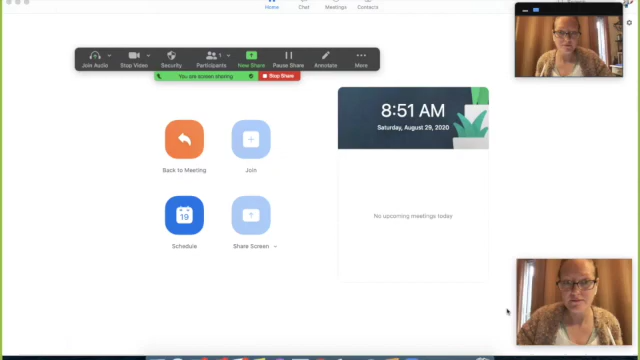 Home Chat Meetings Contacts
Join Audio Stop Video Security Participants 1 New Share Pause Share Annotate More
You are screen sharing Stop Share
8:51 AM
Saturday, August 29, 2020
Back to Meeting Join
No upcoming meetings today
19
Schedule Share Screen